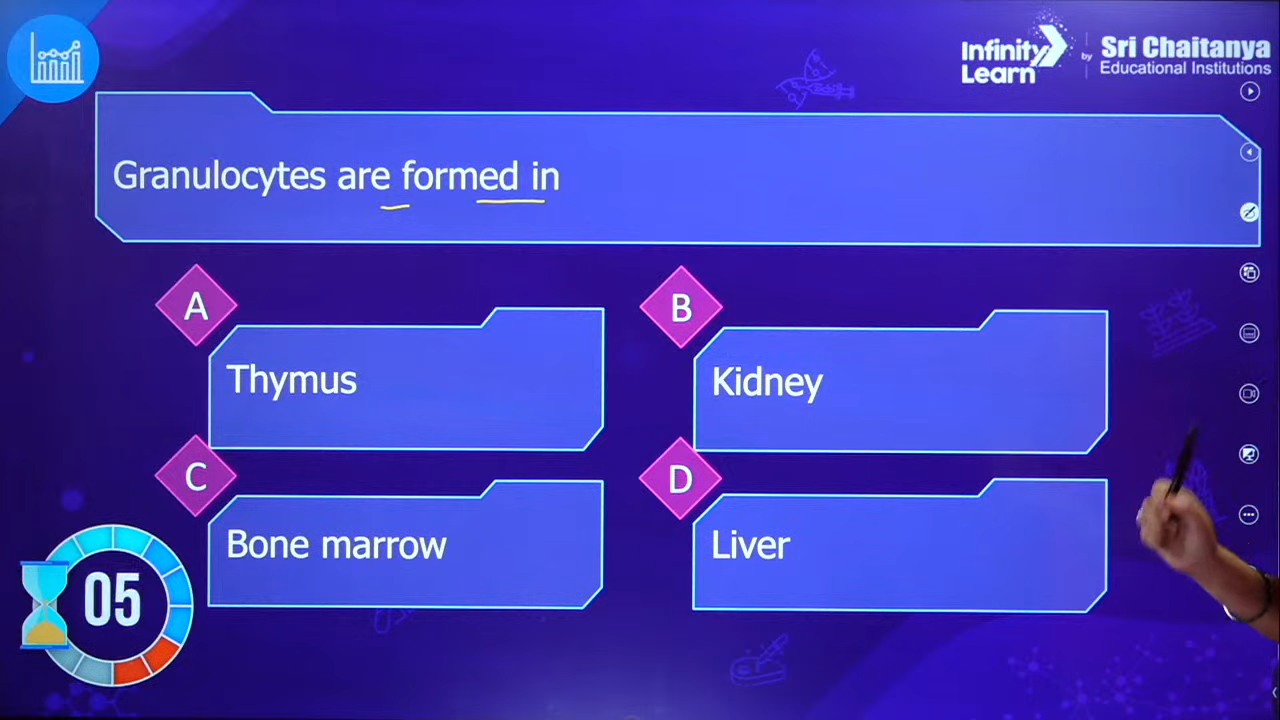 Infinity Learn by Sri Chaitanya Educational Institutions
Granulocytes are formed in
A
Thymus
B
Kidney
C
Bone marrow
D
Liver
05